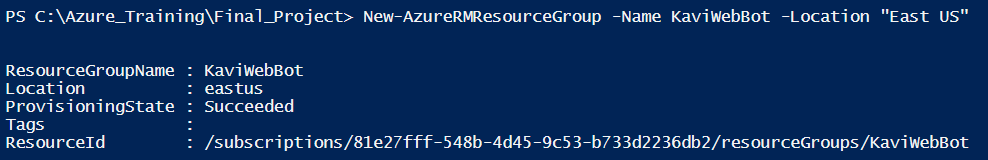 PS C:\Azure_Training\Final_Project> New-AzureRMResourceGroup -Name KaviWebBot -Location "East US"
ResourceGroupName : KaviWebBot
Location          : eastus
ProvisioningState : Succeeded
Tags              :
ResourceId        : /subscriptions/81e27fff-548b-4d45-9c53-b733d2236db2/resourceGroups/KaviWebBot